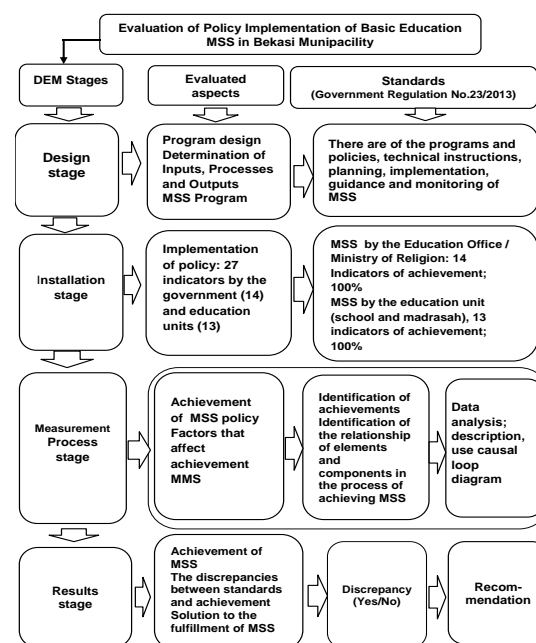 Evaluation of Policy Implementation of Basic Education
MSS in Bekasi Munipacility
DEM Stages
Evaluated
aspects
Standards
(Government Regulation No.23/2013)
Design
stage
Program design
Determination of
Inputs, Processes
and Outputs
MSS Program
There are of the programs and
policies, technical instructions,
planning, implementation,
guidance and monitoring of
MSS
Installation
stage
Implementation
of policy: 27
indicators by the
government (14)
and education
units (13)
MSS by the Education Office /
Ministry of Religion: 14
Indicators of achievement;
100%
MSS by the education unit
(school and madrasah), 13
indicators of achievement;
100%
Measurement
Process
stage
Achievement
of MSS policy
Factors that
affect
achievement
MMS
Identification of
achievements
Identification of
the relationship
of elements
and
components in
the process of
achieving MSS
Data
analysis;
description,
use causal
loop
diagram
Results
stage
Achievement of
MSS
The discrepancies
between standards
and achievement
Solution to the
fulfillment of MSS
Discrepancy
(Yes/No)
Recom-
mendation